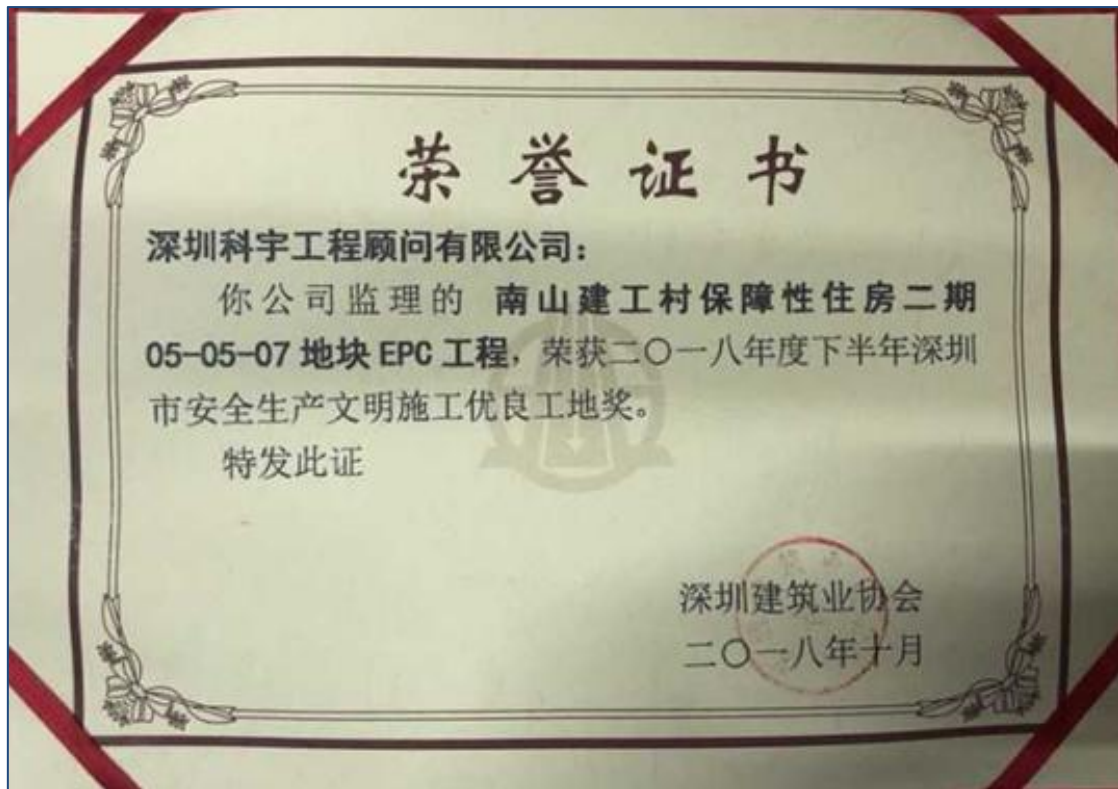 荣誉证书
深圳科宇工程顾问有限公司：
你公司监理的 南山建工村保障性住房二期
05-05-07 地块 EPC 工程，荣获二〇一八年度下半年深圳
市安全生产文明施工优良工地奖。
特发此证
深圳建筑业协会
二〇一八年十月